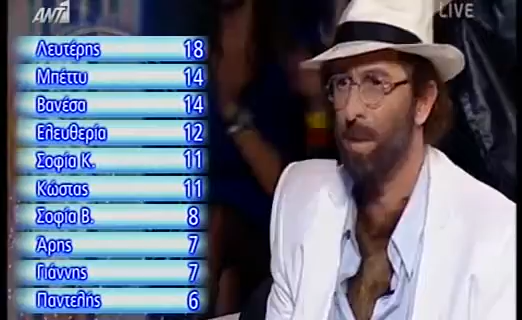 ΑΝΤ1
LIVE
Λευτέρης 18
Μπέττυ 14
Βανέσα 14
Ελευθερία 12
Σοφία Κ. 11
Κώστας 11
Σοφία Β. 8
Άρης 7
Γιάννης 7
Παντελής 6